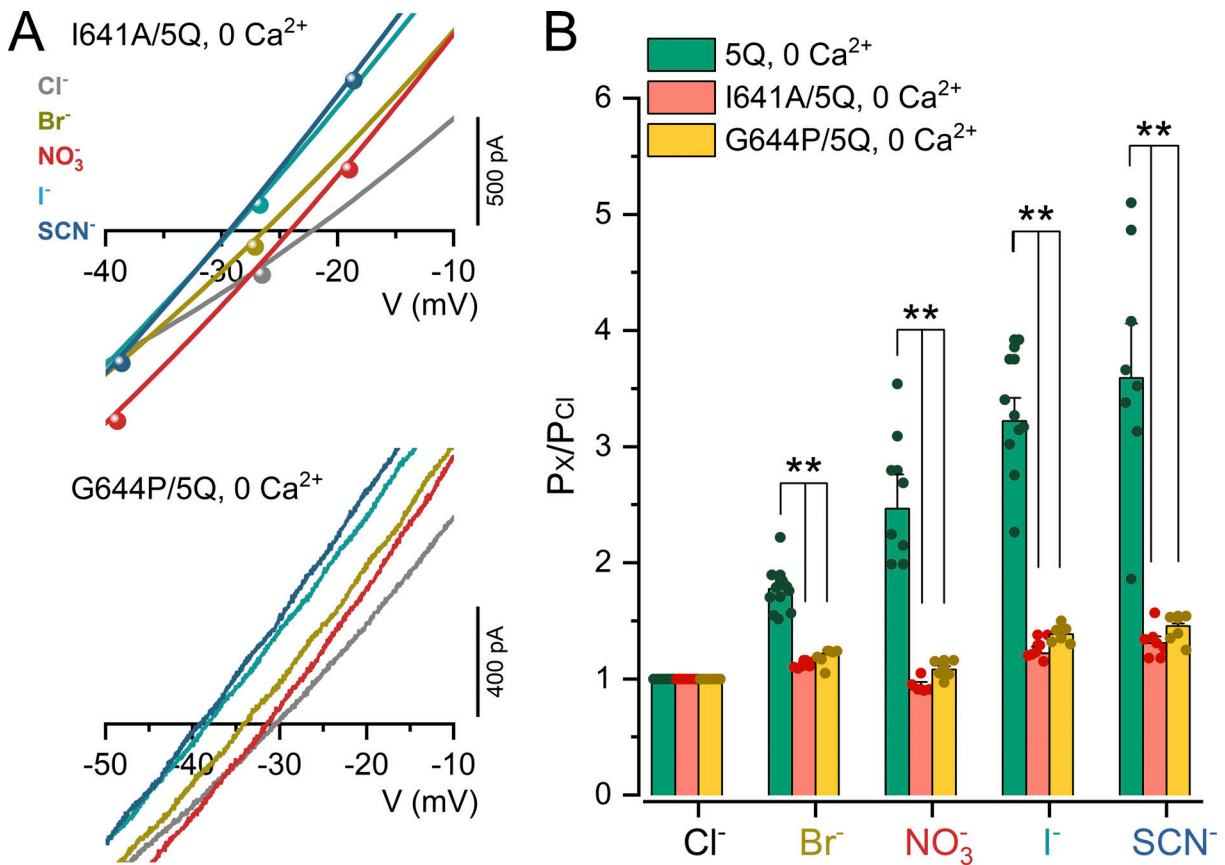 A
I641A/5Q, 0 Ca²⁺
Cl⁻
Br⁻
NO₃⁻
I⁻
SCN⁻
500 pA
-40 -30 -20 -10
V (mV)
G644P/5Q, 0 Ca²⁺
400 pA
-50 -40 -30 -20 -10
V (mV)
B
5Q, 0 Ca²⁺
I641A/5Q, 0 Ca²⁺
G644P/5Q, 0 Ca²⁺
Px/PCl
6
5
4
3
2
1
0
**
**
**
**
Cl⁻ Br⁻ NO₃⁻ I⁻ SCN⁻